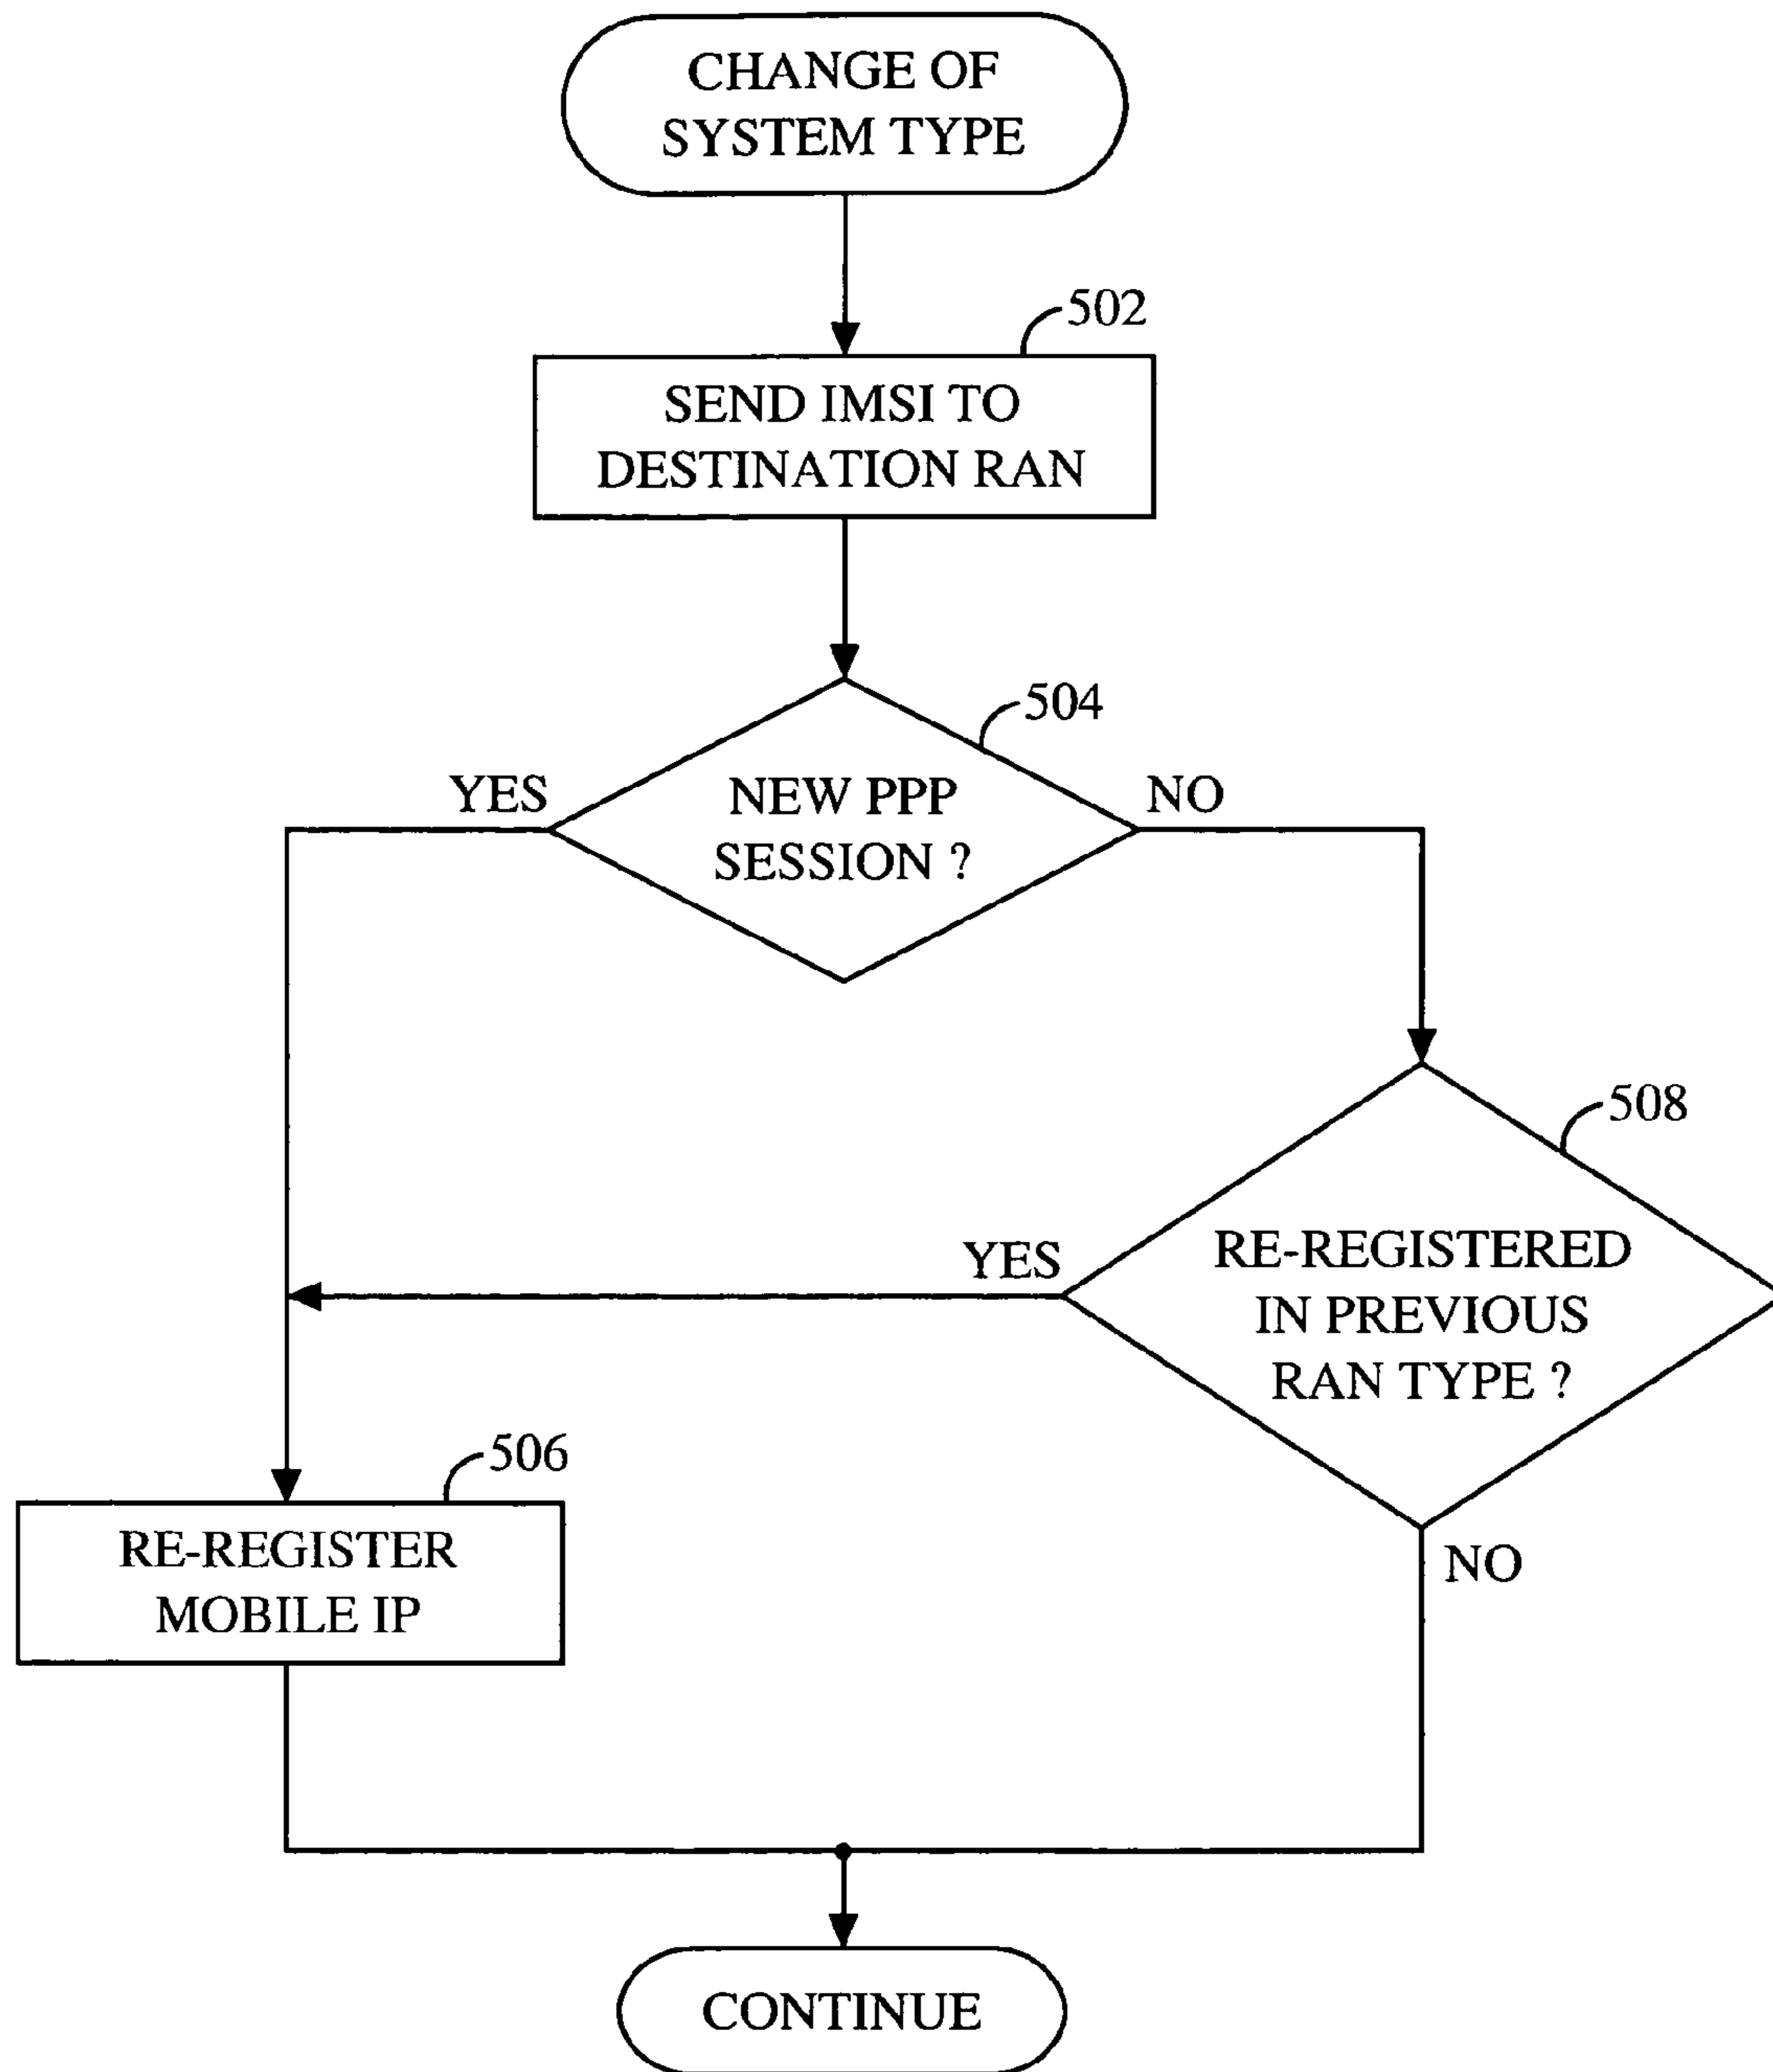 CHANGE OF
SYSTEM TYPE
502
SEND IMSI TO
DESTINATION RAN
504
YES
NO
NEW PPP
SESSION ?
508
YES
RE-REGISTERED
IN PREVIOUS
RAN TYPE ?
506
RE-REGISTER
MOBILE IP
NO
CONTINUE